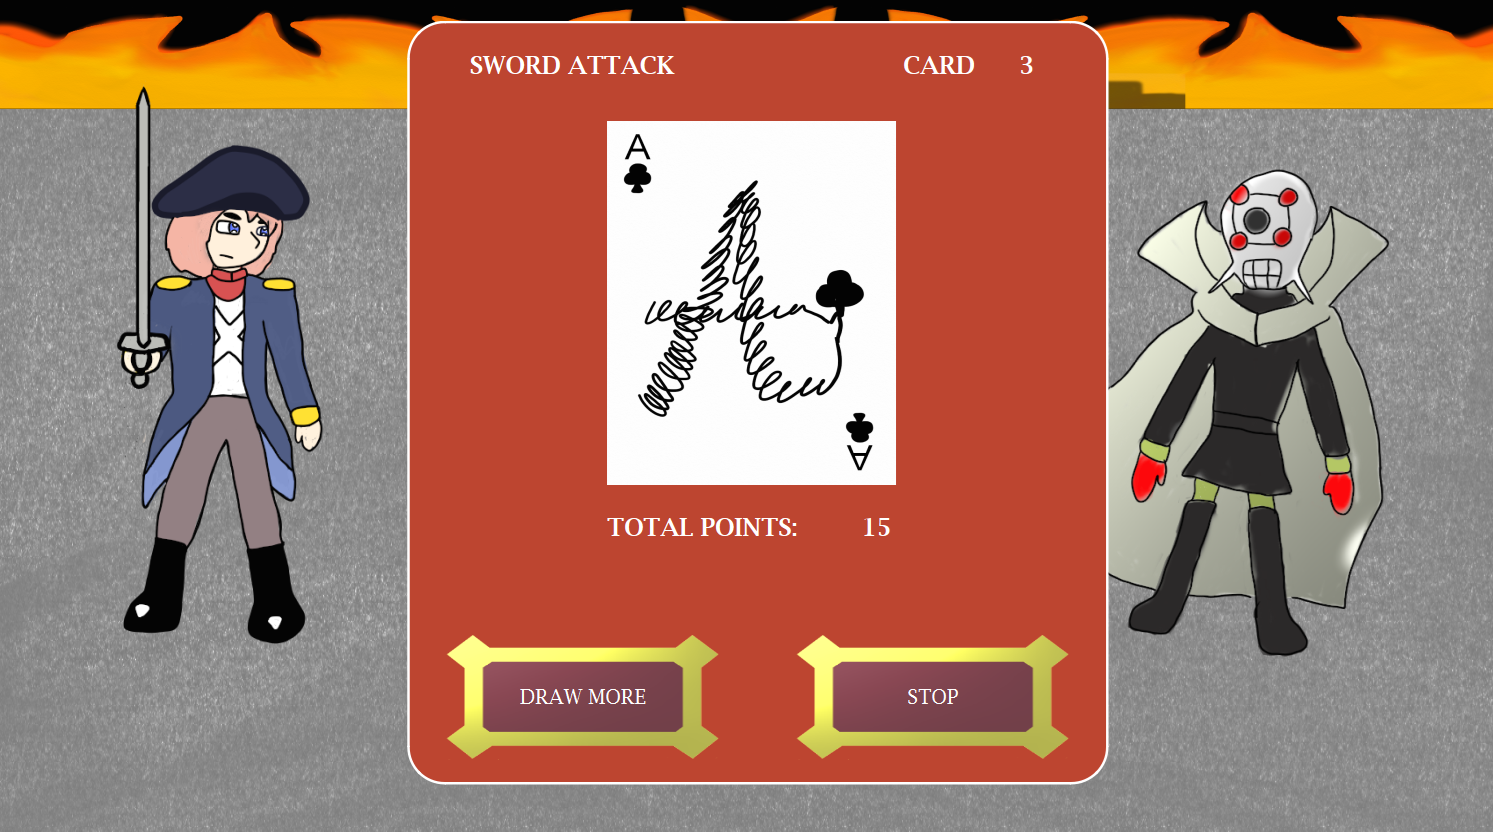 SWORD ATTACK CARD 3
A
A
A
TOTAL POINTS: 15
DRAW MORE STOP